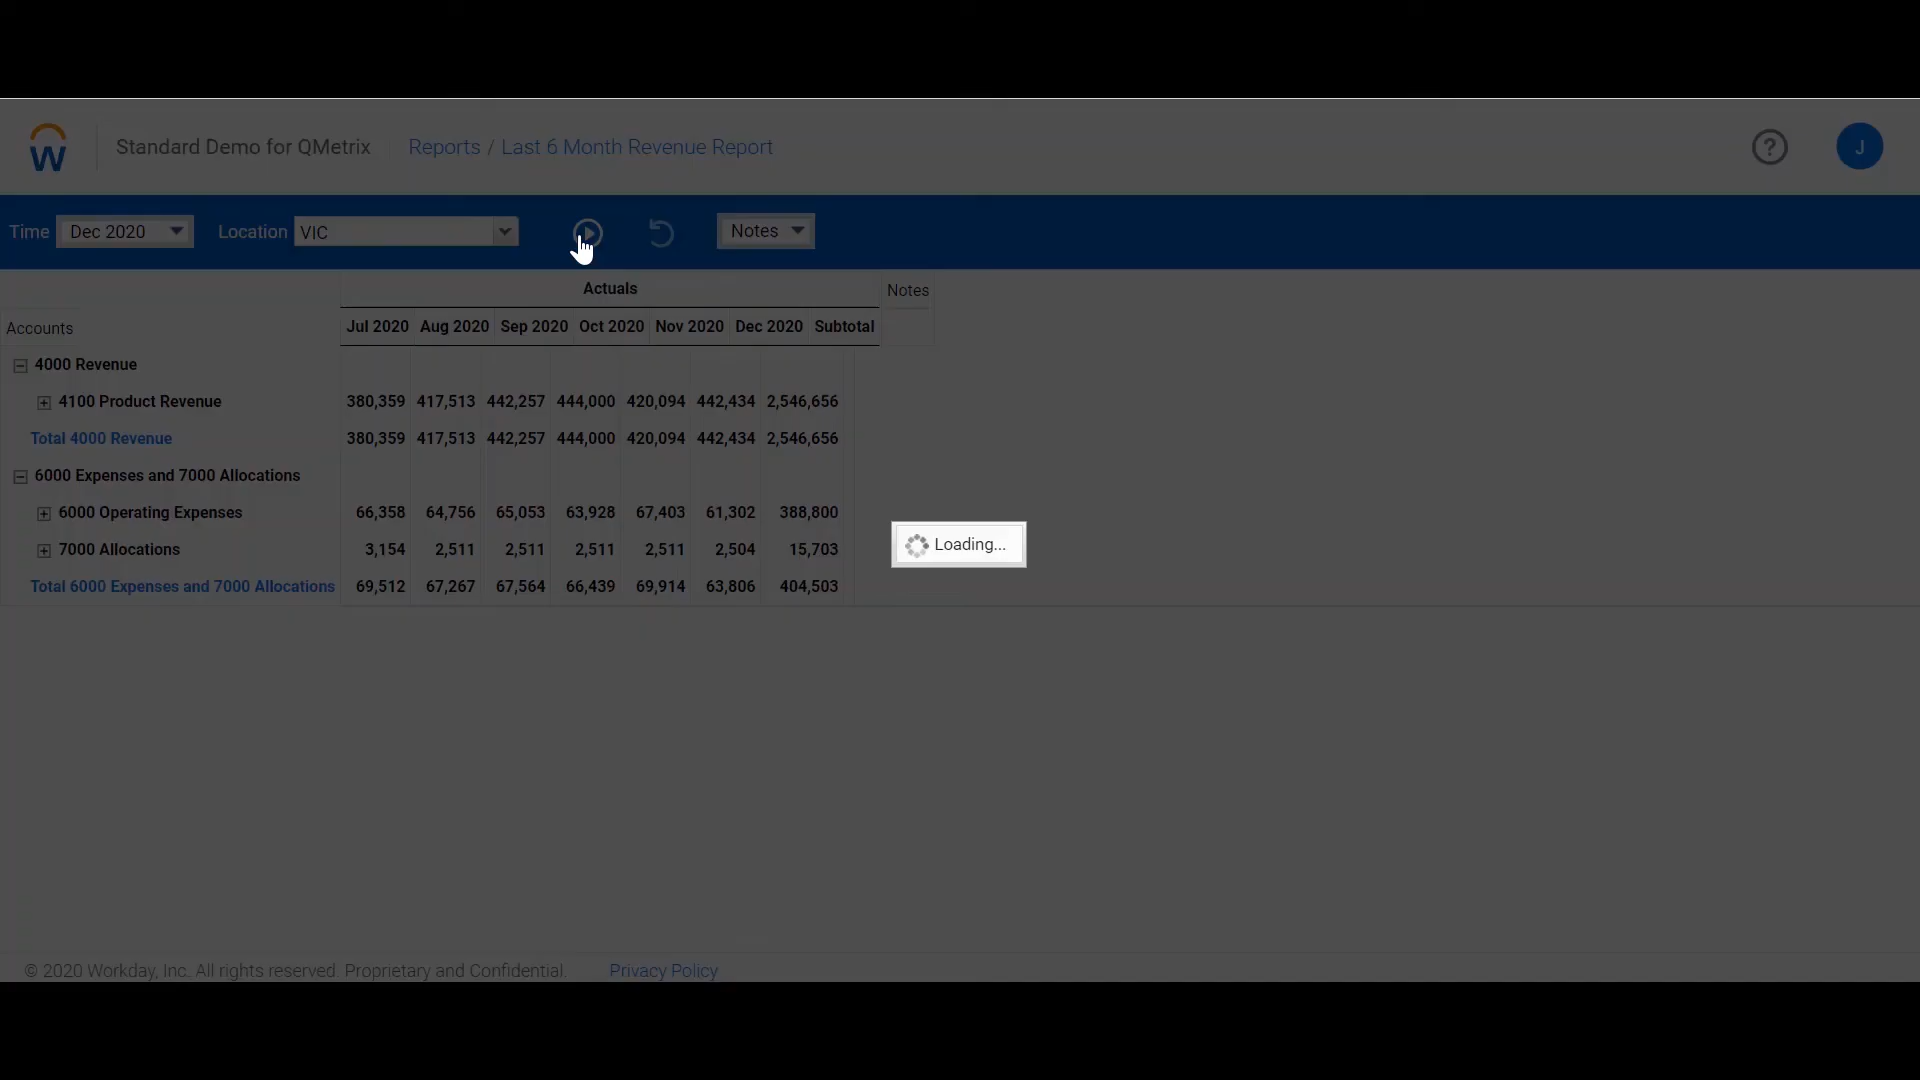 W Standard Demo for QMetrix Reports / Last 6 Month Revenue Report ? J
Time Dec 2020 Location VIC Notes
Actuals Notes
Accounts Jul 2020 Aug 2020 Sep 2020 Oct 2020 Nov 2020 Dec 2020 Subtotal
4000 Revenue
4100 Product Revenue 380,359 417,513 442,257 444,000 420,094 442,434 2,546,656
Total 4000 Revenue 380,359 417,513 442,257 444,000 420,094 442,434 2,546,656
6000 Expenses and 7000 Allocations
6000 Operating Expenses 66,358 64,756 65,053 63,928 67,403 61,302 388,800
7000 Allocations 3,154 2,511 2,511 2,511 2,511 2,504 15,703
Total 6000 Expenses and 7000 Allocations 69,512 67,267 67,564 66,439 69,914 63,806 404,503
Loading...
© 2020 Workday, Inc. All rights reserved. Proprietary and Confidential. Privacy Policy